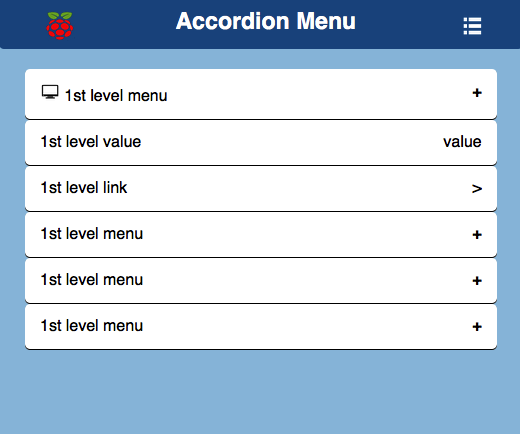 Accordion Menu
1st level menu +
1st level value value
1st level link >
1st level menu +
1st level menu +
1st level menu +